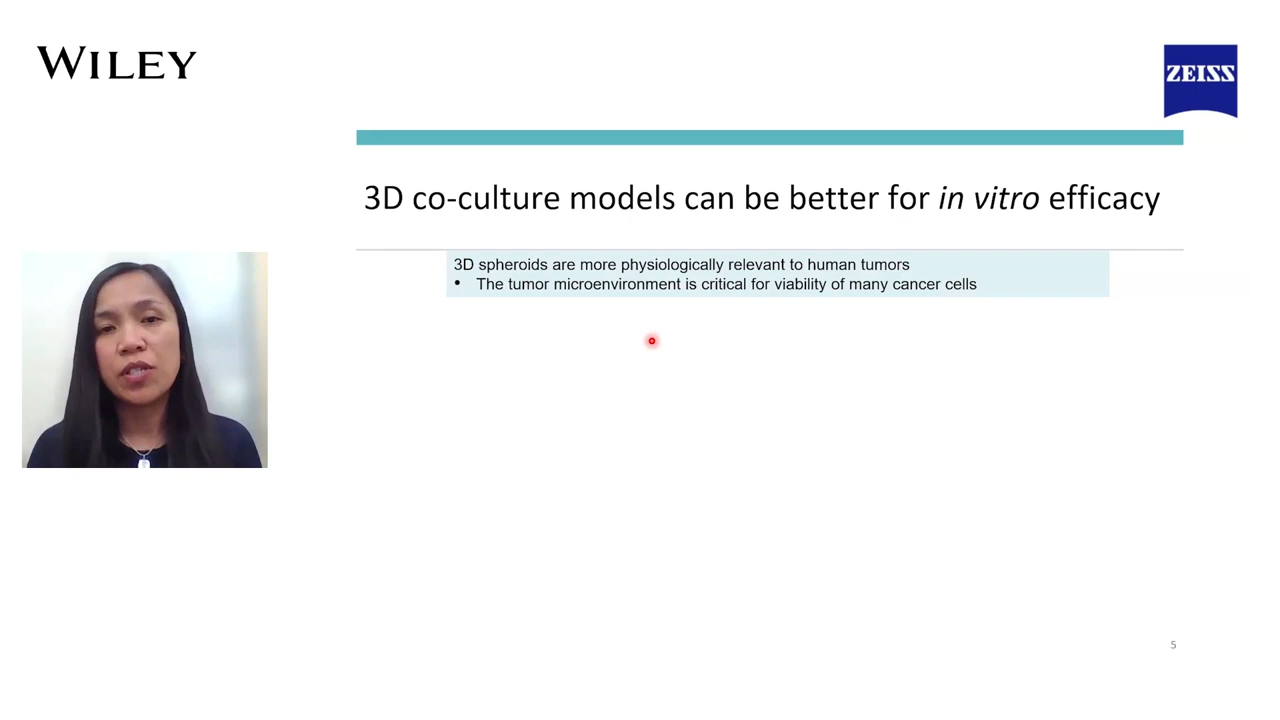 WILEY
ZEISS
3D co-culture models can be better for in vitro efficacy
3D spheroids are more physiologically relevant to human tumors
• The tumor microenvironment is critical for viability of many cancer cells
5